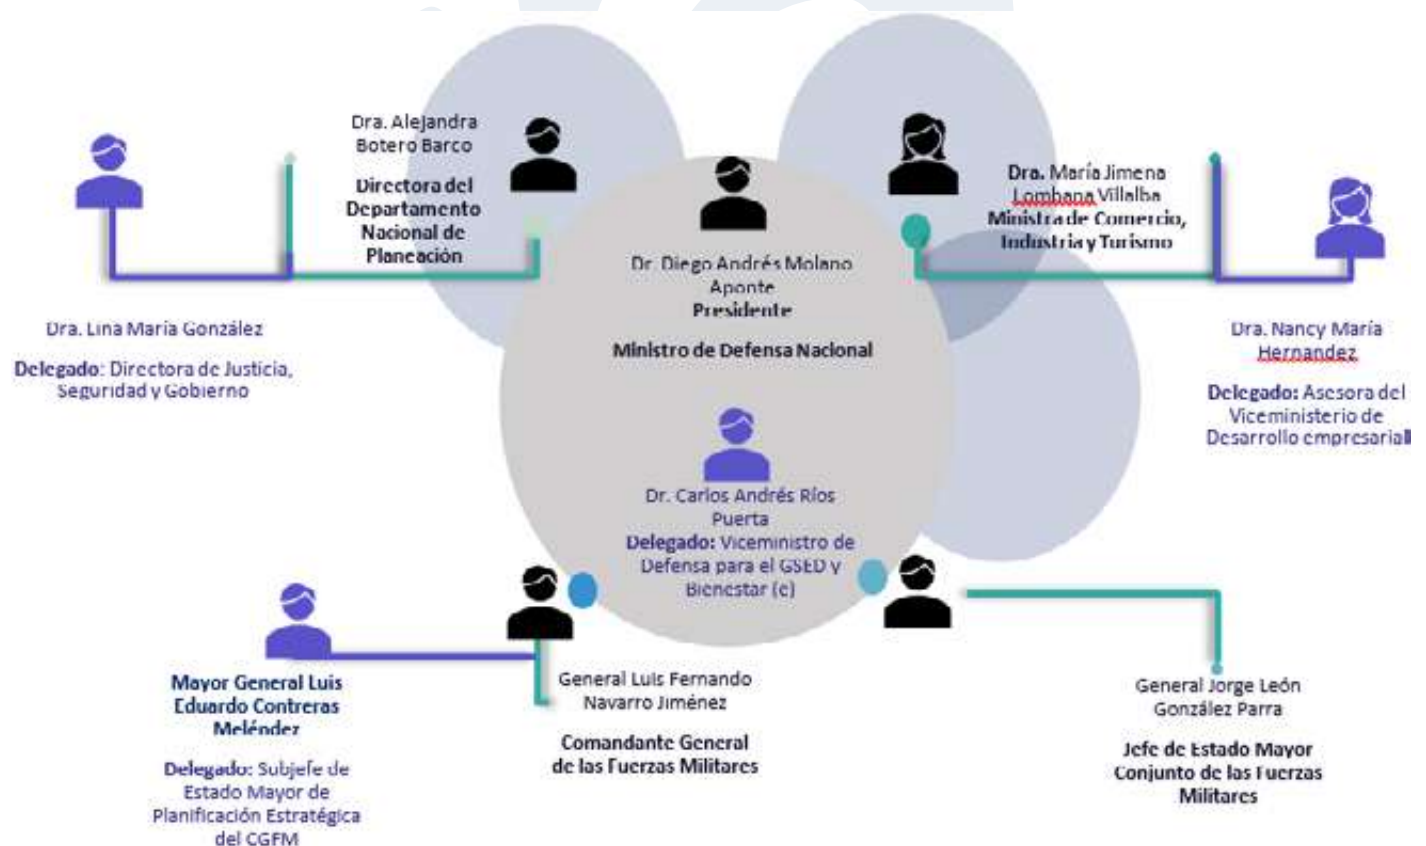 Dra. Alejandra
Botero Barco
Directora del
Departamento
Nacional de
Planeación
Dra. Lina María González
Delegado: Directora de Justicia,
Seguridad y Gobierno
Dr. Diego Andrés Molano
Aponte
Presidente
Ministro de Defensa Nacional
Dr. Carlos Andrés Ríos
Puerta
Delegado: Viceministro de
Defensa para el GSED y
Bienestar (e)
Dra. María Jimena
Lombana Villalba
Ministra de Comercio,
Industria y Turismo
Dra. Nancy María
Hernandez
Delegado: Asesora del
Viceministerio de
Desarrollo empresarial
Mayor General Luis
Eduardo Contreras
Meléndez
Delegado: Subjefe de
Estado Mayor de
Planificación Estratégica
del CGFM
General Luis Fernando
Navarro Jiménez
Comandante General
de las Fuerzas Militares
General Jorge León
González Parra
Jefe de Estado Mayor
Conjunto de las Fuerzas
Militares